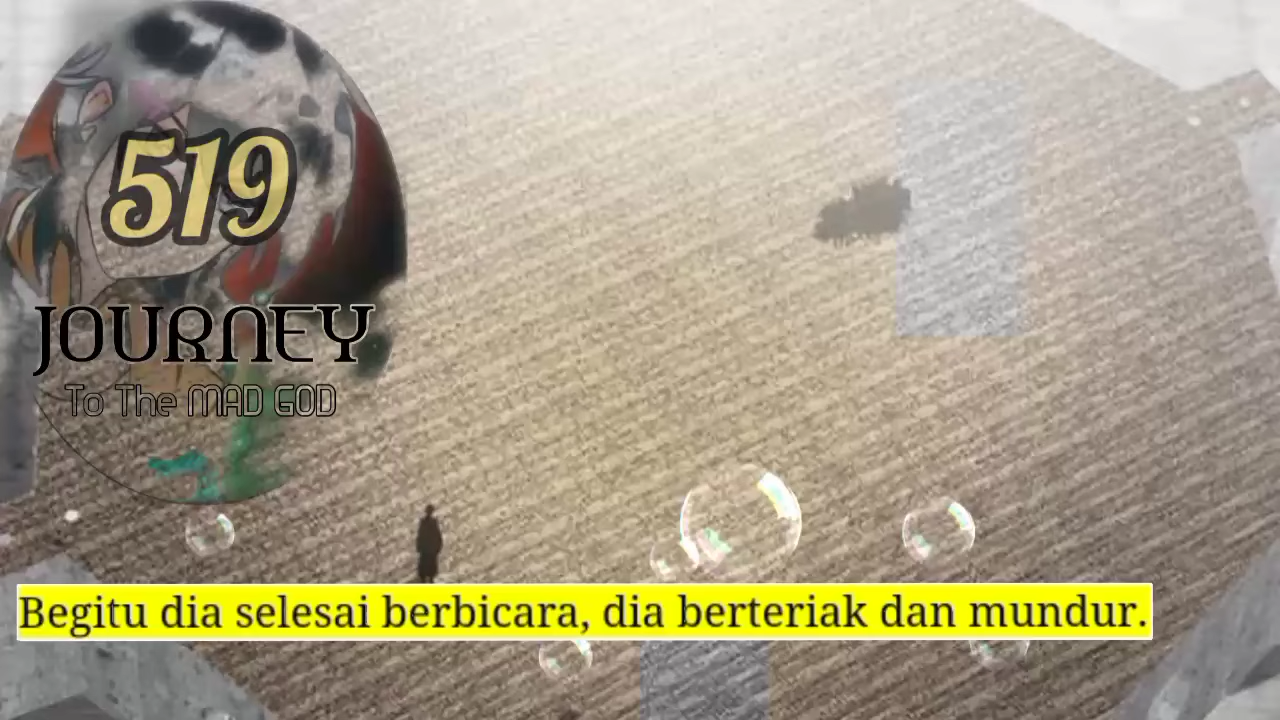 519
JOURNEY
To The MAD GOD
Begitu dia selesai berbicara, dia berteriak dan mundur.